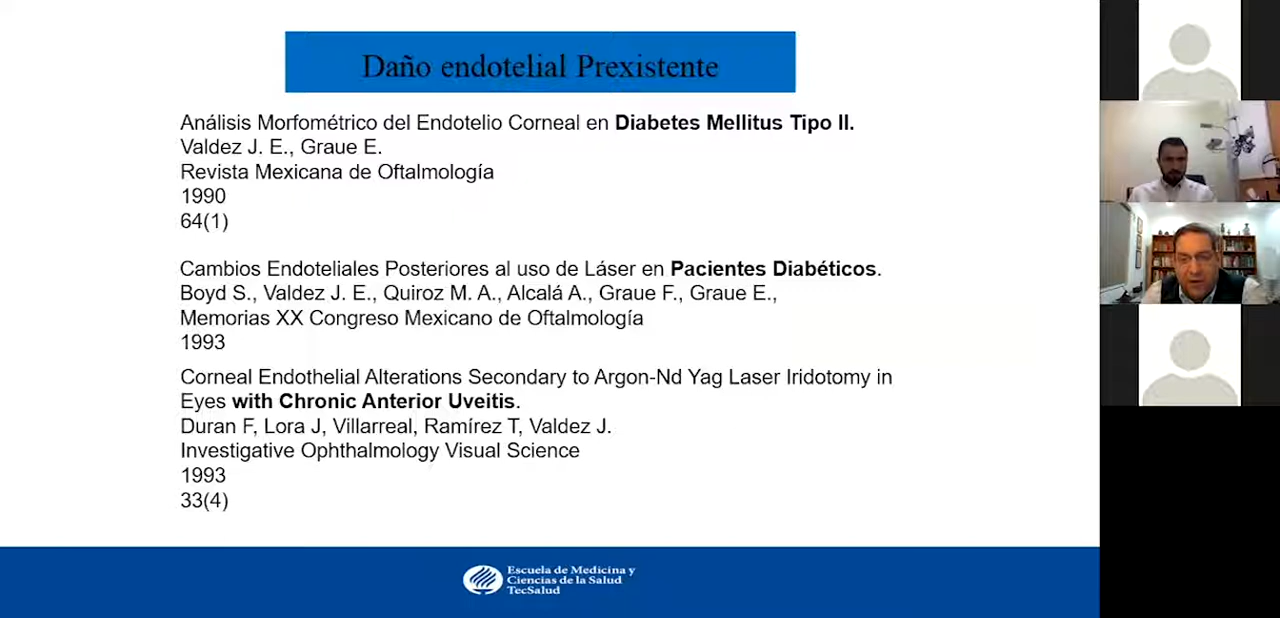 Daño endotelial Prexistente
Análisis Morfométrico del Endotelio Corneal en Diabetes Mellitus Tipo II.
Valdez J. E., Graue E.
Revista Mexicana de Oftalmología
1990
64(1)
Cambios Endoteliales Posteriores al uso de Láser en Pacientes Diabéticos.
Boyd S., Valdez J. E., Quiroz M. A., Alcalá A., Graue F., Graue E.,
Memorias XX Congreso Mexicano de Oftalmología
1993
Corneal Endothelial Alterations Secondary to Argon-Nd Yag Laser Iridotomy in
Eyes with Chronic Anterior Uveitis.
Duran F, Lora J, Villarreal, Ramírez T, Valdez J.
Investigative Ophthalmology Visual Science
1993
33(4)
Escuela de Medicina y
Ciencias de la Salud
TecSalud